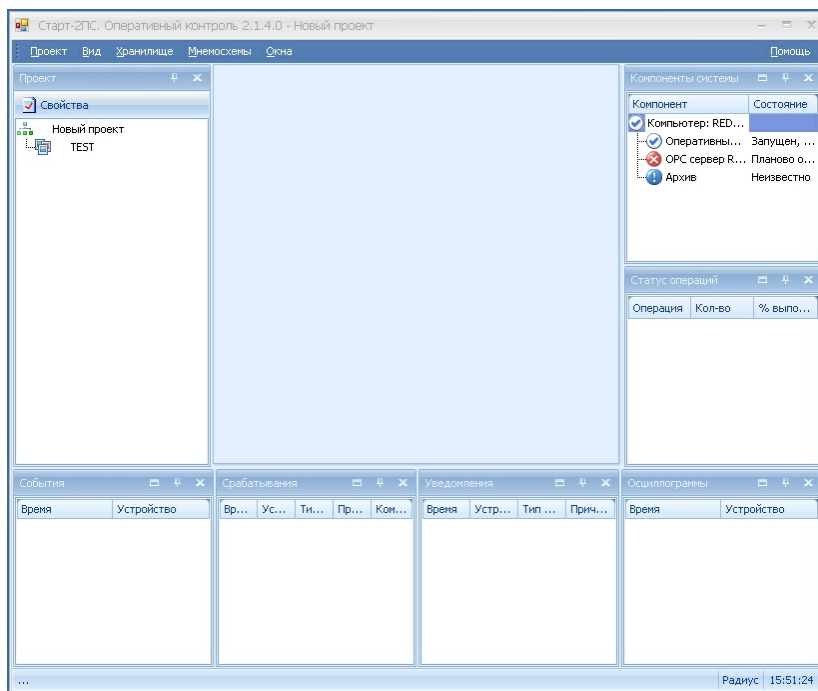 Старт-2ПС. Оперативный контроль 2.1.4.0 - Новый проект
Проект Вид Хранилище Мнемосхемы Окна Помощь
Проект
Свойства
Новый проект
TEST
Компоненты системы
Компонент Состояние
Компьютер: RED...
Оперативны... Запущен, ...
OPC сервер R... Планово о...
Архив Неизвестно
Статус операций
Операция Кол-во % выпо...
События
Время Устройство
Срабатывания
Вр... Ус... Ти... Пр... Ком...
Уведомления
Время Устр... Тип ... Прич...
Осциллограммы
Время Устройство
... Радиус 15:51:24